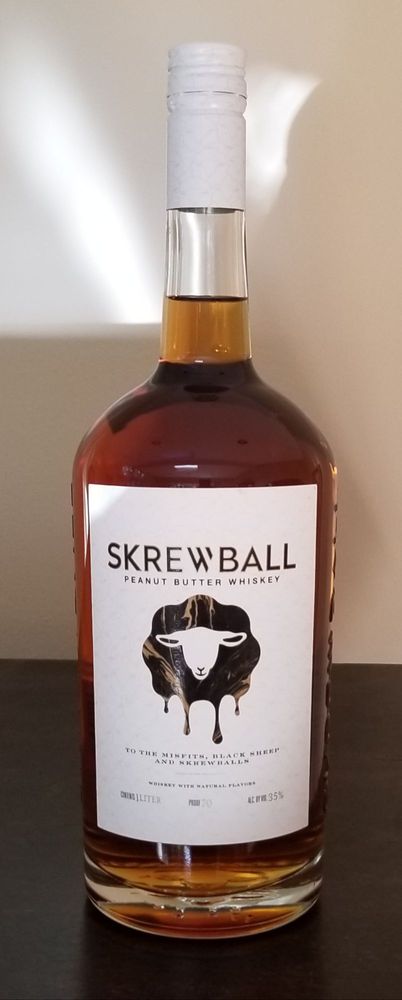 SKREWBALL
PEANUT BUTTER WHISKEY
TO THE MISFITS, BLACK SHEEP
AND SKREWBALLS
WHISKEY WITH NATURAL FLAVORS
CONTENTS 1 LITER PROOF 70 ALC. BY VOL. 35%